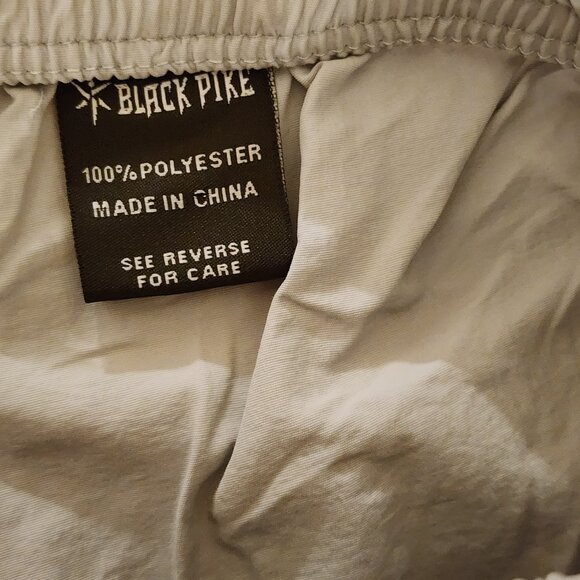 BLACK PIKE
100% POLYESTER
MADE IN CHINA
SEE REVERSE
FOR CARE